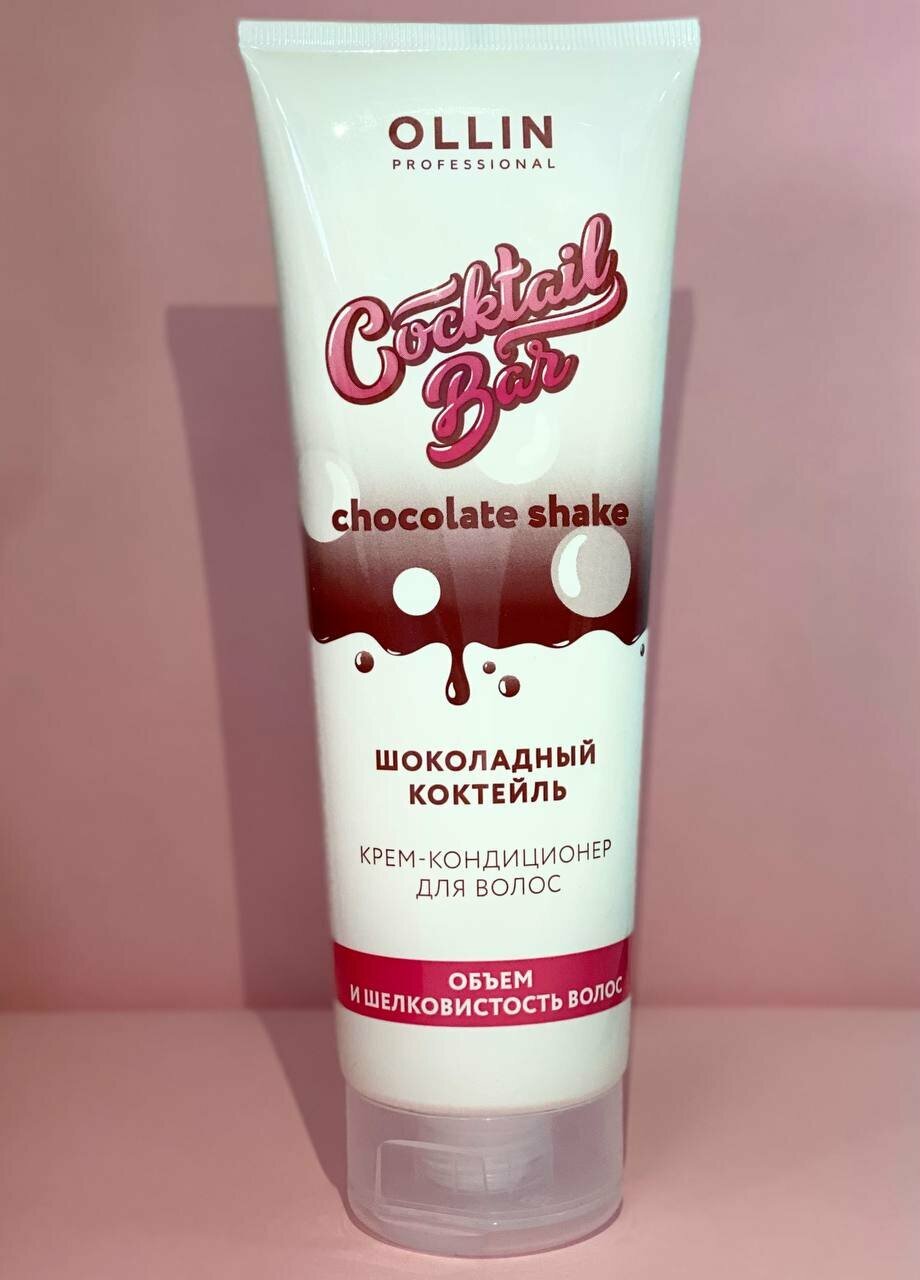 OLLIN
PROFESSIONAL
Cocktail
Bar
chocolate shake
ШОКОЛАДНЫЙ
КОКТЕЙЛЬ
КРЕМ-КОНДИЦИОНЕР
ДЛЯ ВОЛОС
ОБЪЕМ
И ШЕЛКОВИСТОСТЬ ВОЛОС